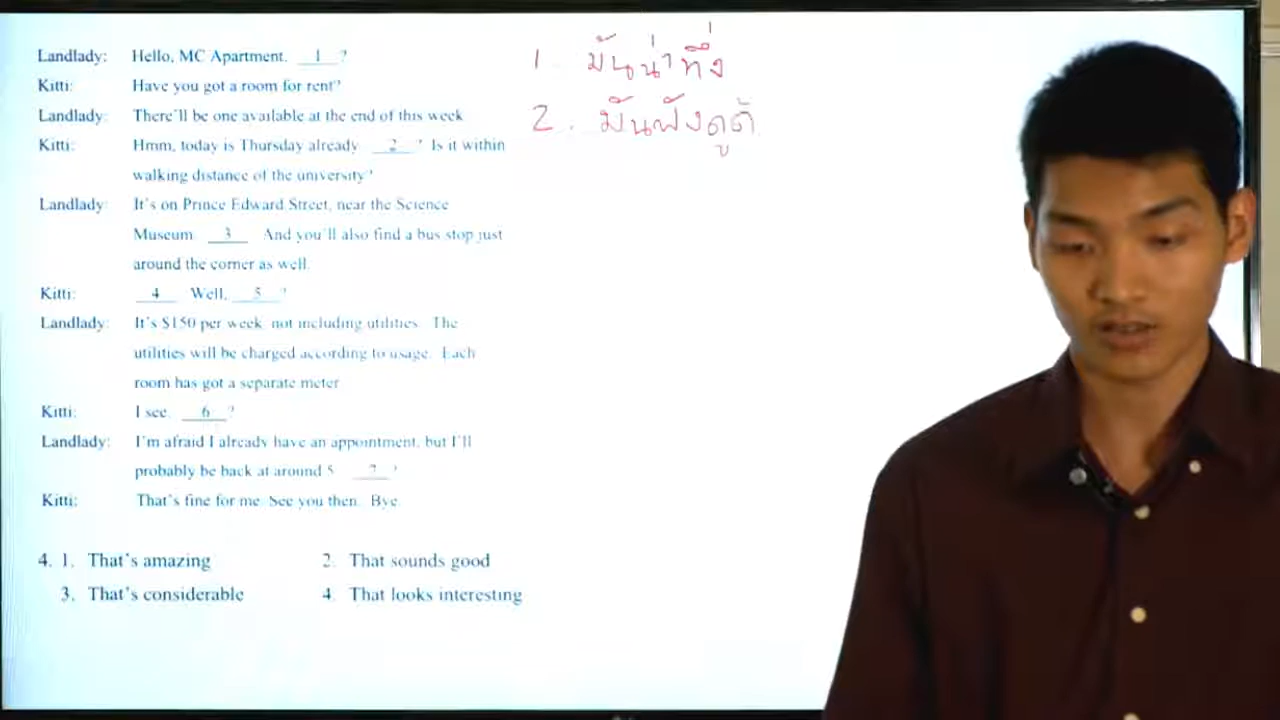 Landlady: Hello, MC Apartment. __1__ ?
Kitti: Have you got a room for rent?
Landlady: There'll be one available at the end of this week
Kitti: Hmm, today is Thursday already. __2__ ? Is it within
walking distance of the university?
Landlady: It's on Prince Edward Street, near the Science
Museum. __3__ And you'll also find a bus stop just
around the corner as well.
Kitti: __4__ Well, __5__ ?
Landlady: It's $150 per week, not including utilities. The
utilities will be charged according to usage. Each
room has got a separate meter
Kitti: I see. __6__ ?
Landlady: I'm afraid I already have an appointment, but I'll
probably be back at around 5. __7__ ?
Kitti: That's fine for me. See you then. Bye.
4. 1. That's amazing 2. That sounds good
3. That's considerable 4. That looks interesting
1. มันน่าทึ่ง
2. มันฟังดูดี